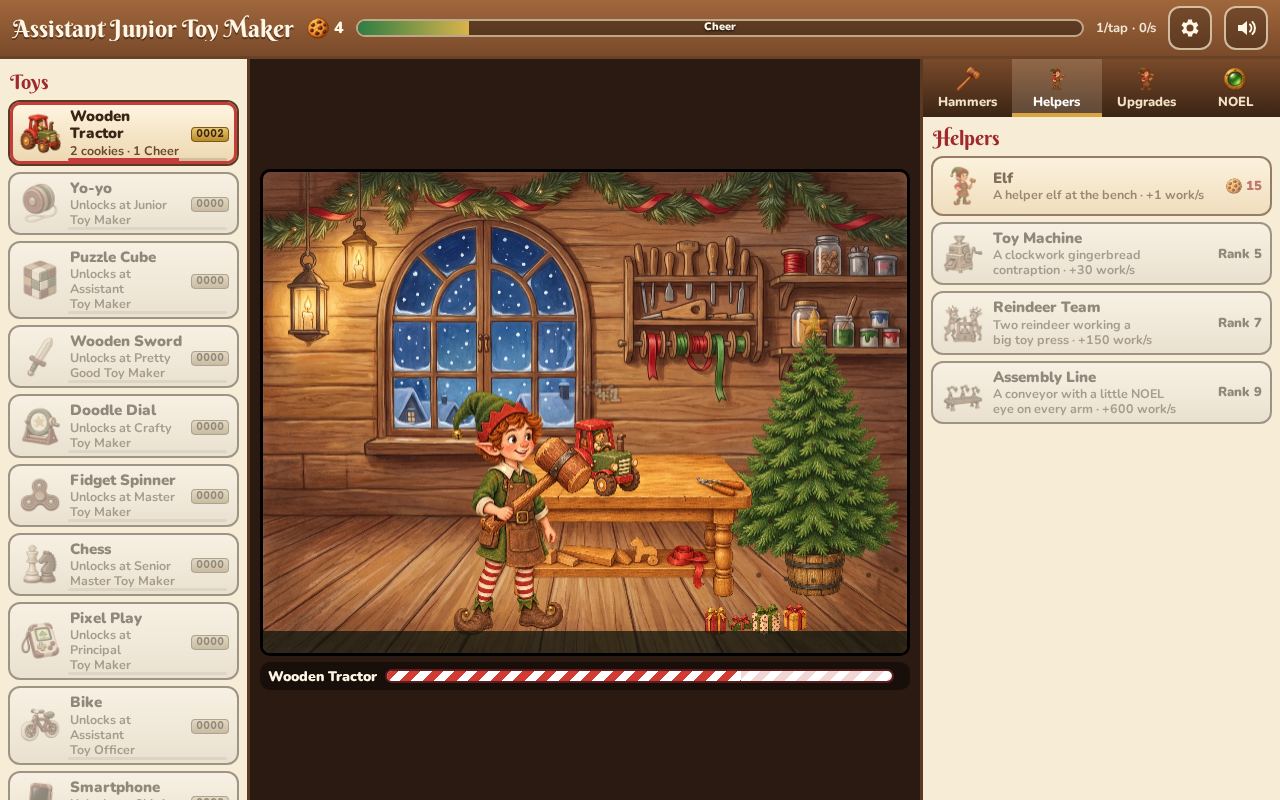 Assistant Junior Toy Maker
4
Cheer
1/tap · 0/s
Toys
Wooden
Tractor
2 cookies · 1 Cheer
0002
Yo-yo
Unlocks at Junior
Toy Maker
0000
Puzzle Cube
Unlocks at
Assistant
Toy Maker
0000
Wooden Sword
Unlocks at Pretty
Good Toy Maker
0000
Doodle Dial
Unlocks at Crafty
Toy Maker
0000
Fidget Spinner
Unlocks at Master
Toy Maker
0000
Chess
Unlocks at Senior
Master Toy Maker
0000
Pixel Play
Unlocks at
Principal
Toy Maker
0000
Bike
Unlocks at
Assistant
Toy Officer
0000
Smartphone
+1
Wooden Tractor
Hammers
Helpers
Upgrades
NOEL
Helpers
Elf
A helper elf at the bench · +1 work/s
15
Toy Machine
A clockwork gingerbread
contraption · +30 work/s
Rank 5
Reindeer Team
Two reindeer working a
big toy press · +150 work/s
Rank 7
Assembly Line
A conveyor with a little NOEL
eye on every arm · +600 work/s
Rank 9